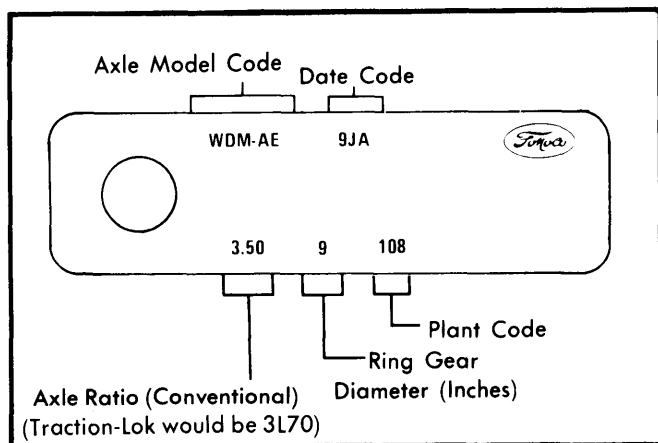 Axle Model Code
Date Code
WDM-AE 9JA
3.50 9 108
Plant Code
Ring Gear
Diameter (Inches)
Axle Ratio (Conventional)
(Traction-Lok would be 3L70)